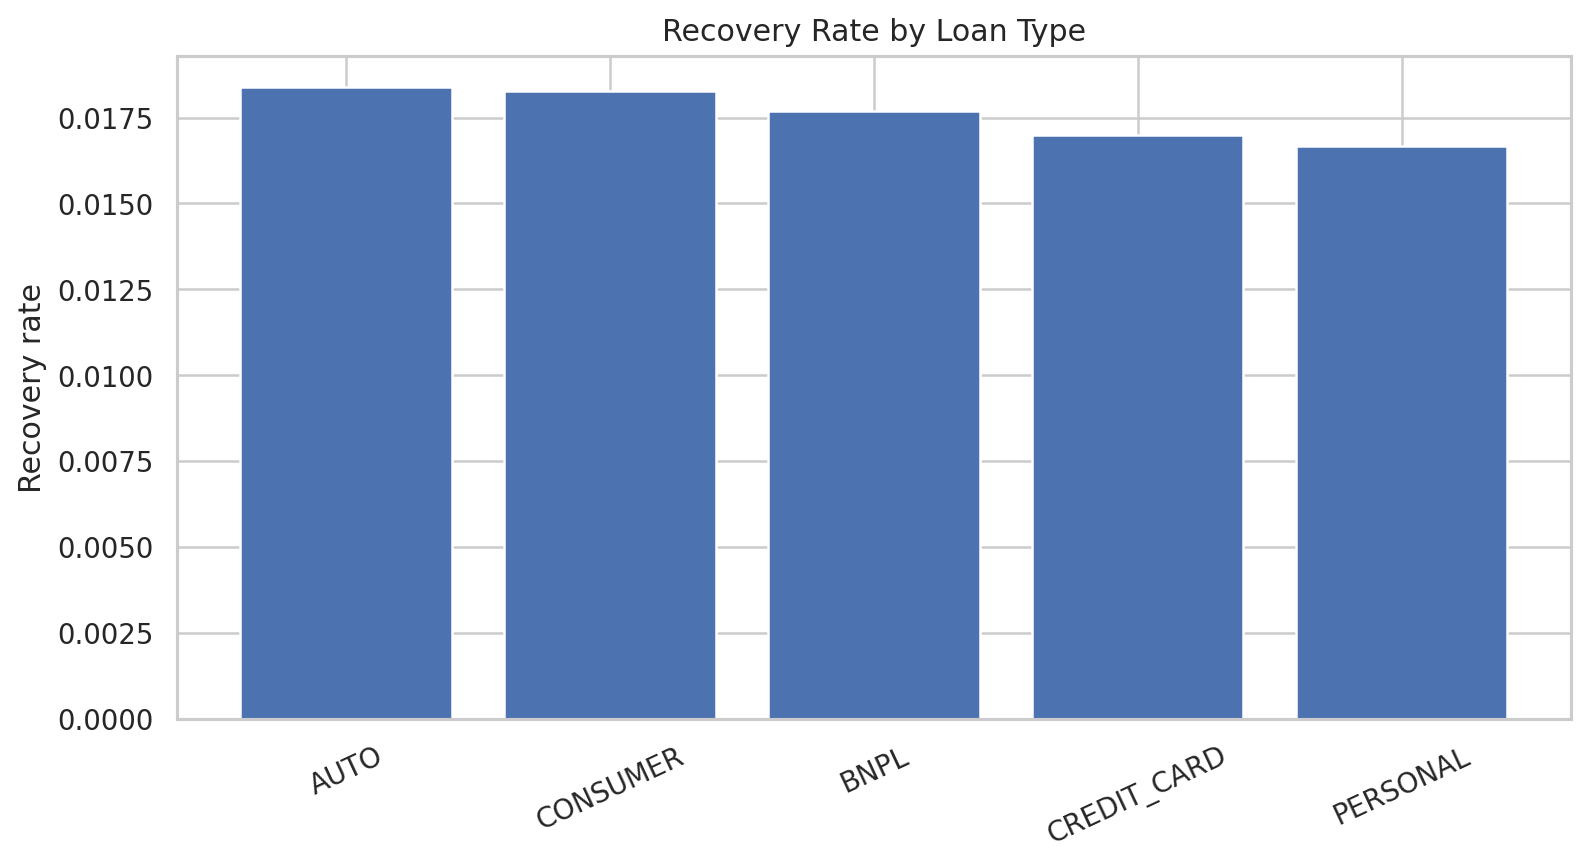 Recovery Rate by Loan Type
Recovery rate
0.0175
0.0150
0.0125
0.0100
0.0075
0.0050
0.0025
0.0000
AUTO
CONSUMER
BNPL
CREDIT_CARD
PERSONAL